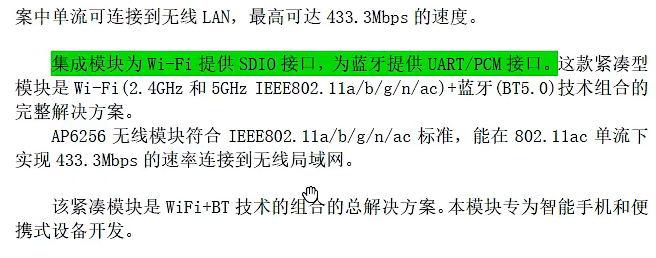 案中单流可连接到无线 LAN，最高可达 433.3Mbps 的速度。
集成模块为 Wi-Fi 提供 SDIO 接口，为蓝牙提供 UART/PCM 接口。这款紧凑型
模块是 Wi-Fi(2.4GHz 和 5GHz IEEE802.11a/b/g/n/ac)+蓝牙(BT5.0)技术组合的
完整解决方案。
AP6256 无线模块符合 IEEE802.11a/b/g/n/ac 标准，能在 802.11ac 单流下
实现 433.3Mbps 的速率连接到无线局域网。
该紧凑模块是 WiFi+BT 技术的组合的总解决方案。本模块专为智能手机和便
携式设备开发。